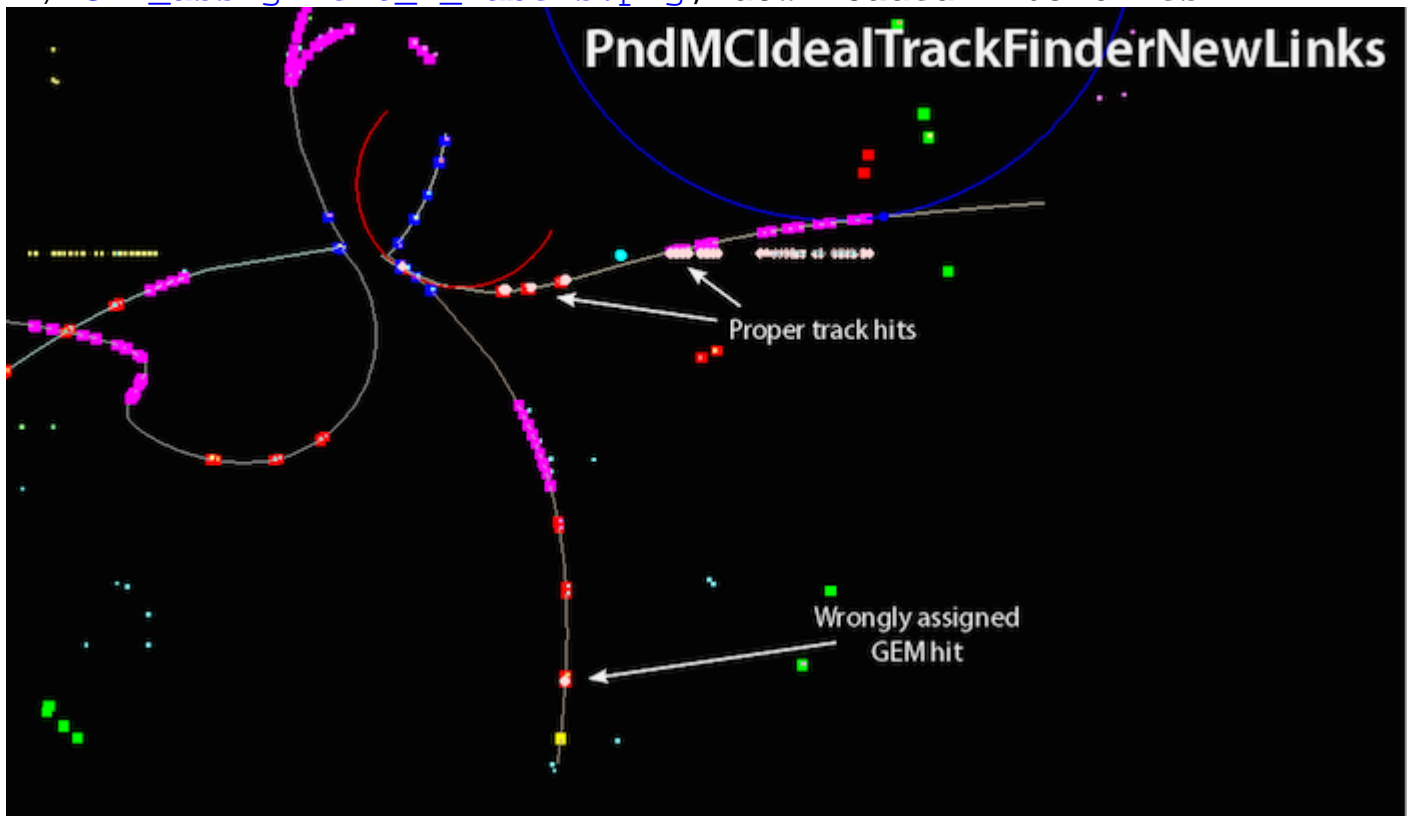 PndMCIdealTrackFinderNewLinks
Proper track hits
Wrongly assigned
GEM hit